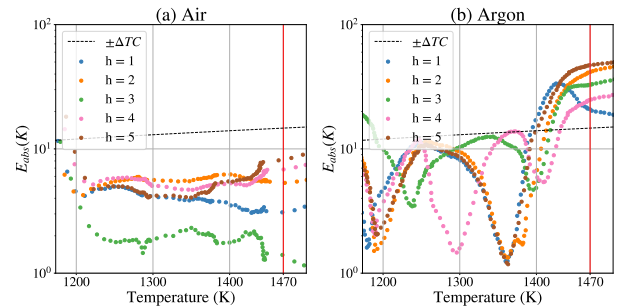 (a) Air
E_abs(K)
10²
10¹
10⁰
±ΔTC
h = 1
h = 2
h = 3
h = 4
h = 5
1200
1300
1400
1470
Temperature (K)
(b) Argon
E_abs(K)
10²
10¹
10⁰
±ΔTC
h = 1
h = 2
h = 3
h = 4
h = 5
1200
1300
1400
1470
Temperature (K)